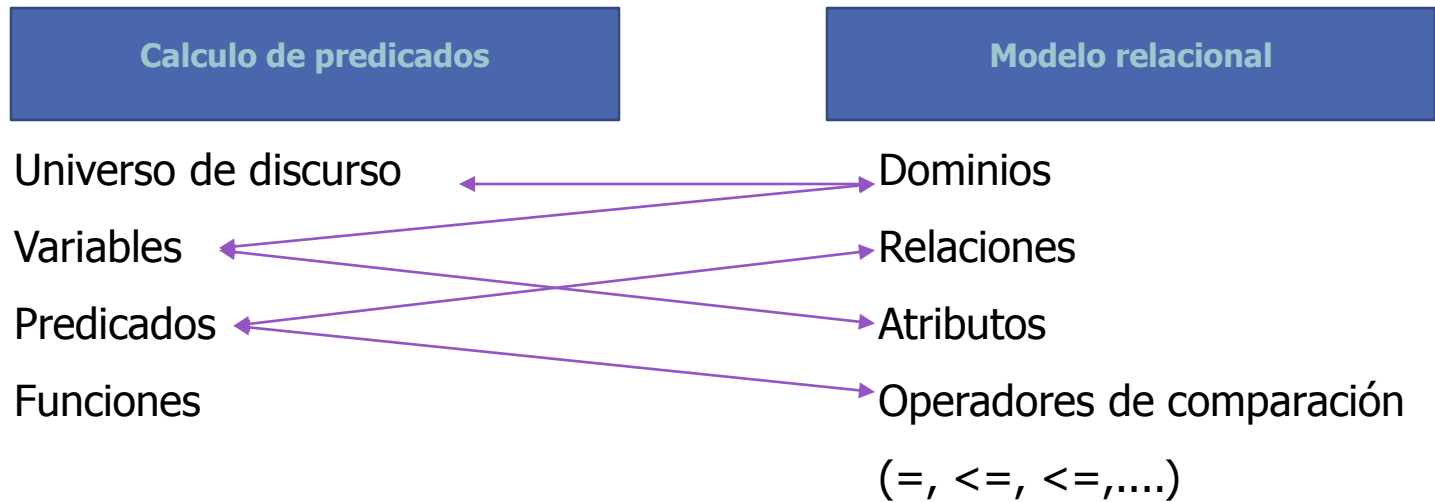 Calculo de predicados
Modelo relacional
Universo de discurso
Dominios
Variables
Relaciones
Predicados
Atributos
Funciones
Operadores de comparación
(=, <=, <=,....)